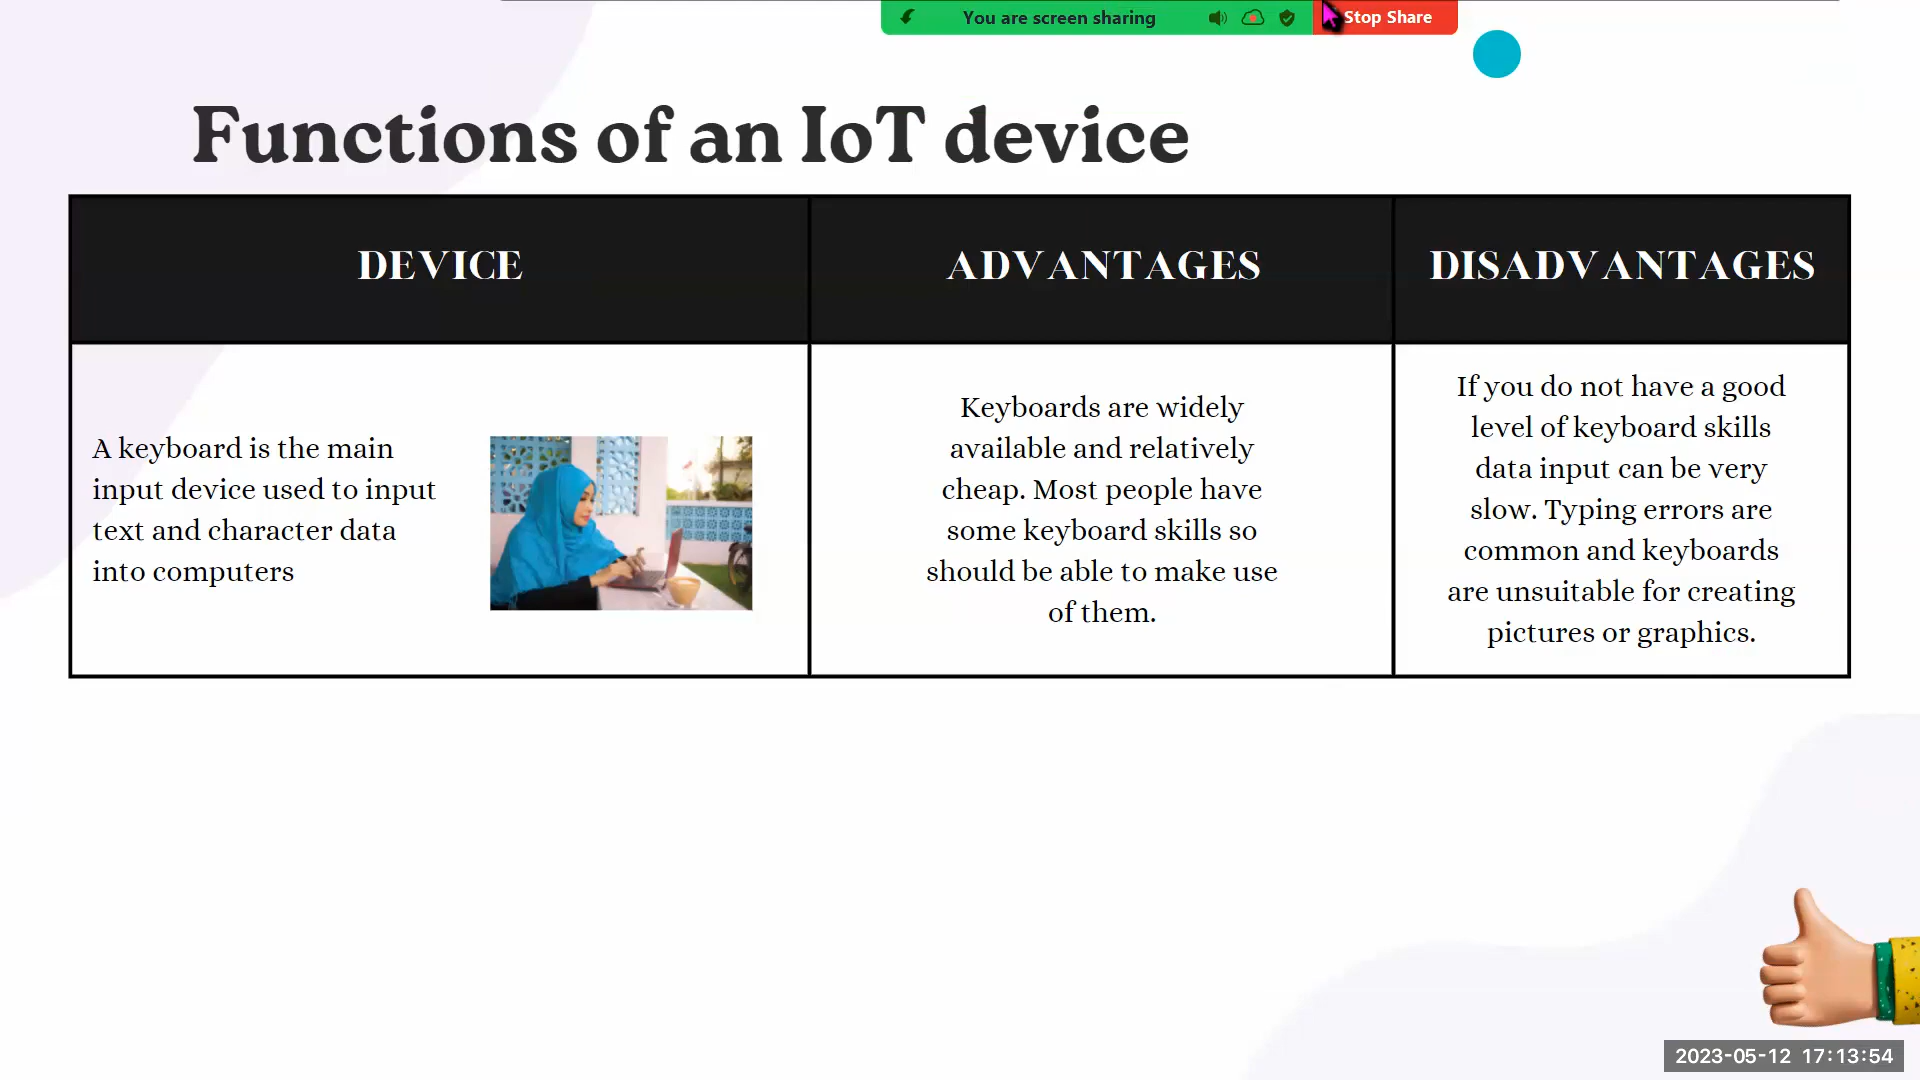 You are screen sharing
Stop Share
Functions of an IoT device
DEVICE
ADVANTAGES
DISADVANTAGES
A keyboard is the main
input device used to input
text and character data
into computers
Keyboards are widely
available and relatively
cheap. Most people have
some keyboard skills so
should be able to make use
of them.
If you do not have a good
level of keyboard skills
data input can be very
slow. Typing errors are
common and keyboards
are unsuitable for creating
pictures or graphics.
2023-05-12 17:13:54